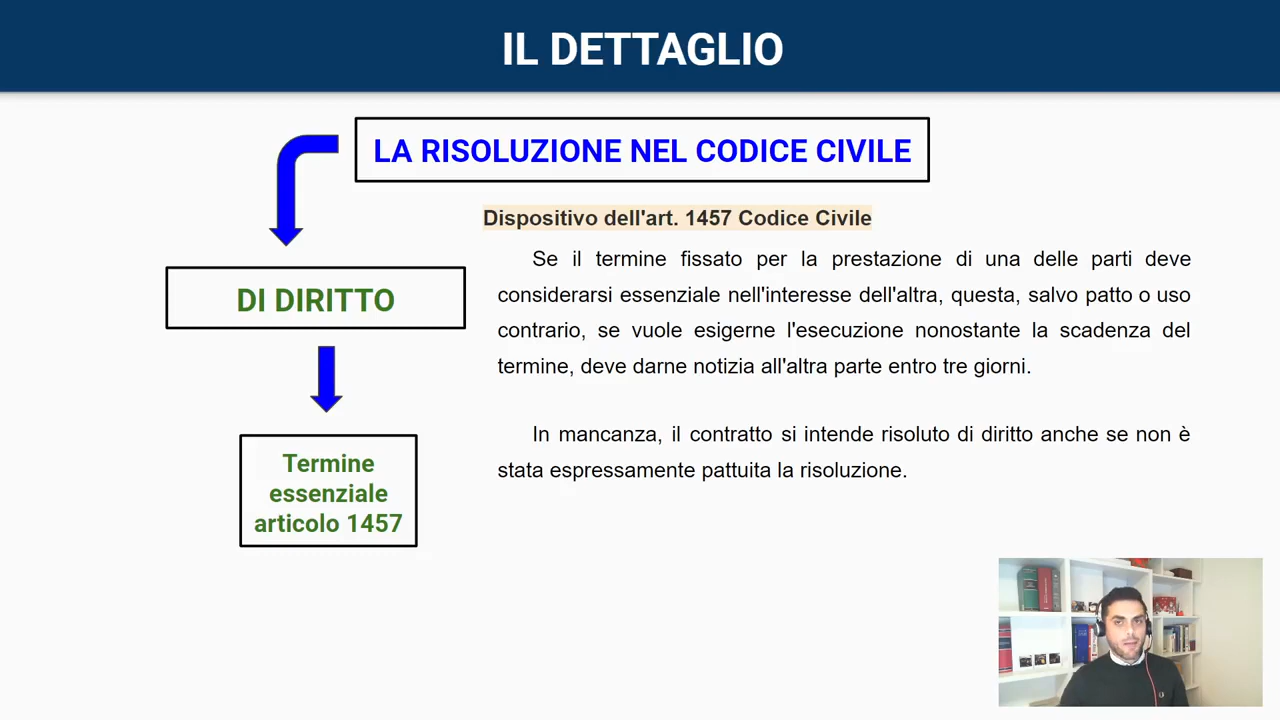 IL DETTAGLIO
LA RISOLUZIONE NEL CODICE CIVILE
Dispositivo dell'art. 1457 Codice Civile
Se il termine fissato per la prestazione di una delle parti deve
considerarsi essenziale nell'interesse dell'altra, questa, salvo patto o uso
contrario, se vuole esigerne l'esecuzione nonostante la scadenza del
termine, deve darne notizia all'altra parte entro tre giorni.
In mancanza, il contratto si intende risoluto di diritto anche se non è
stata espressamente pattuita la risoluzione.
DI DIRITTO
Termine
essenziale
articolo 1457